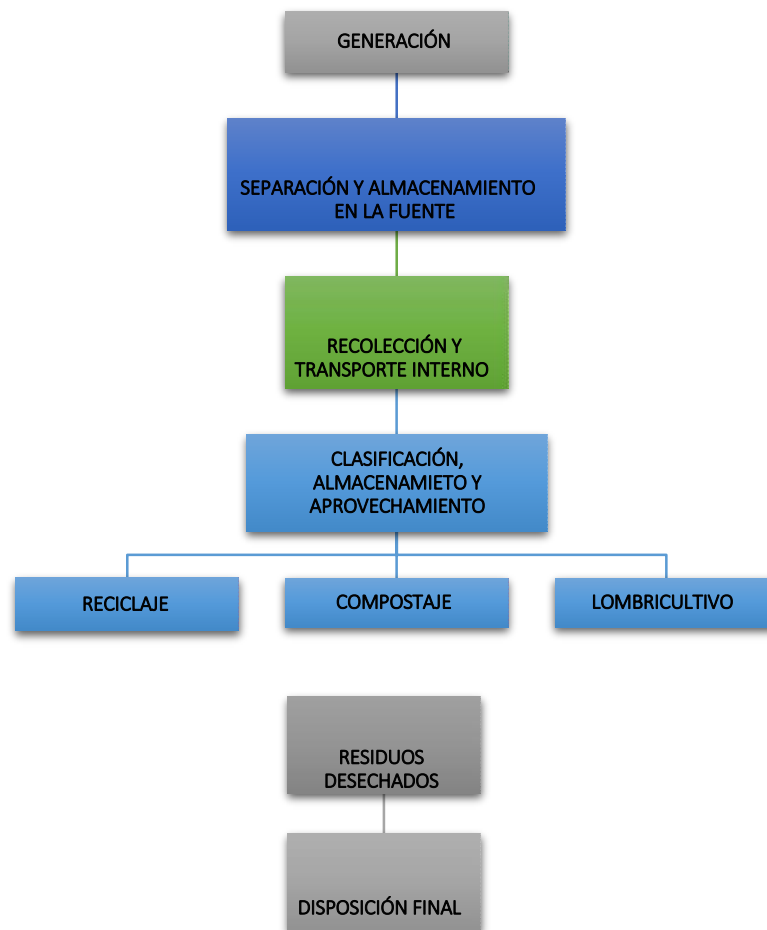 GENERACIÓN
SEPARACIÓN Y ALMACENAMIENTO
EN LA FUENTE
RECOLECCIÓN Y
TRANSPORTE INTERNO
CLASIFICACIÓN,
ALMACENAMIETO Y
APROVECHAMIENTO
RECICLAJE
COMPOSTAJE
LOMBRICULTIVO
RESIDUOS
DESECHADOS
DISPOSICIÓN FINAL